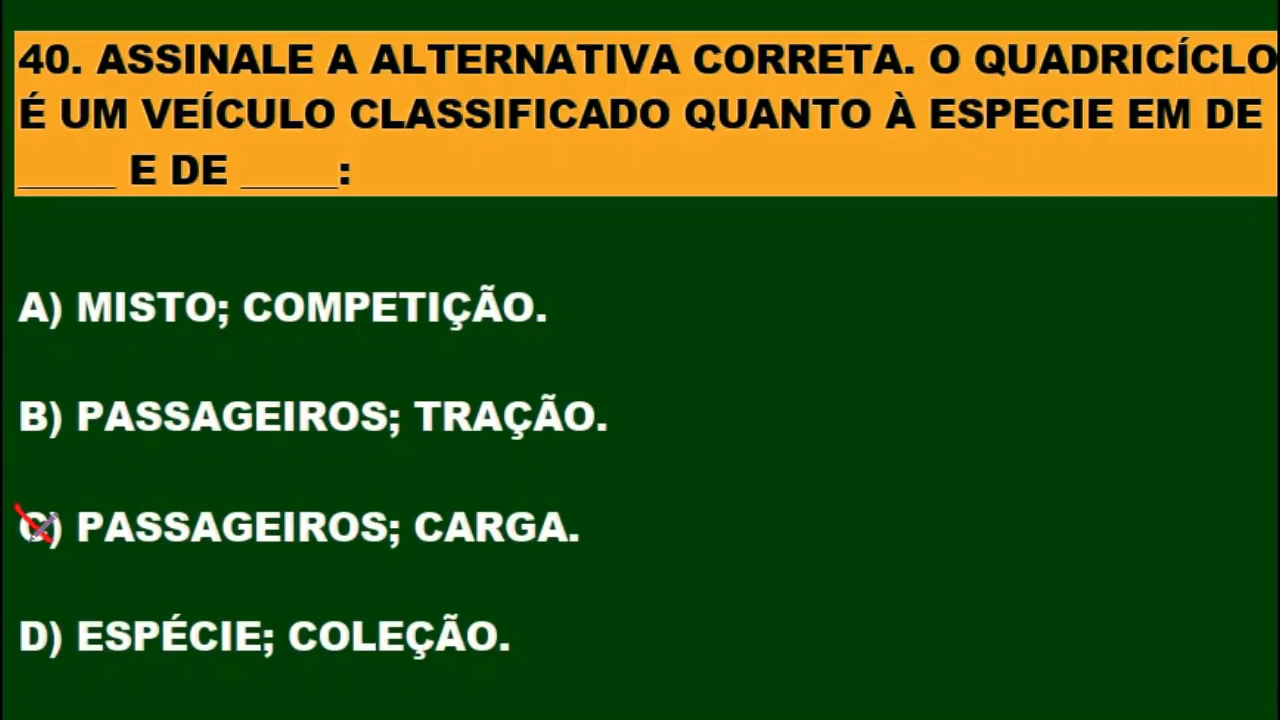 40. ASSINALE A ALTERNATIVA CORRETA. O QUADRICÍCLO
É UM VEÍCULO CLASSIFICADO QUANTO À ESPECIE EM DE
_____ E DE _____:
A) MISTO; COMPETIÇÃO.
B) PASSAGEIROS; TRAÇÃO.
C) PASSAGEIROS; CARGA.
D) ESPÉCIE; COLEÇÃO.